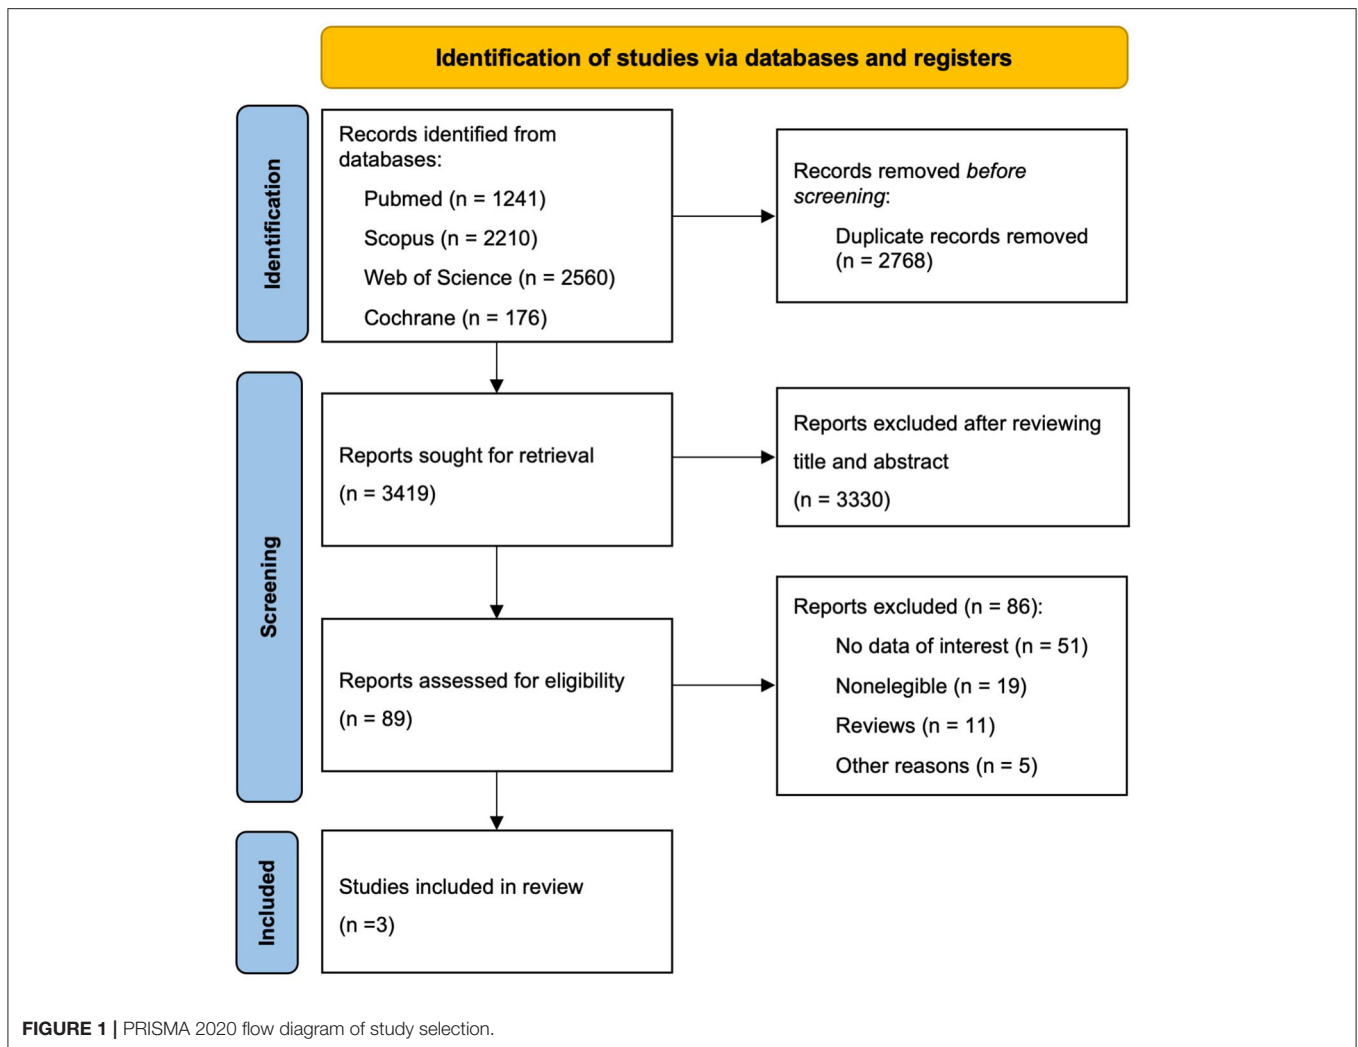 Identification of studies via databases and registers
Identification
Records identified from
databases:
Pubmed (n = 1241)
Scopus (n = 2210)
Web of Science (n = 2560)
Cochrane (n = 176)
Records removed before
screening:
Duplicate records removed
(n = 2768)
Screening
Reports sought for retrieval
(n = 3419)
Reports excluded after reviewing
title and abstract
(n = 3330)
Reports assessed for eligibility
(n = 89)
Reports excluded (n = 86):
No data of interest (n = 51)
Nonelegible (n = 19)
Reviews (n = 11)
Other reasons (n = 5)
Included
Studies included in review
(n =3)
FIGURE 1 | PRISMA 2020 flow diagram of study selection.